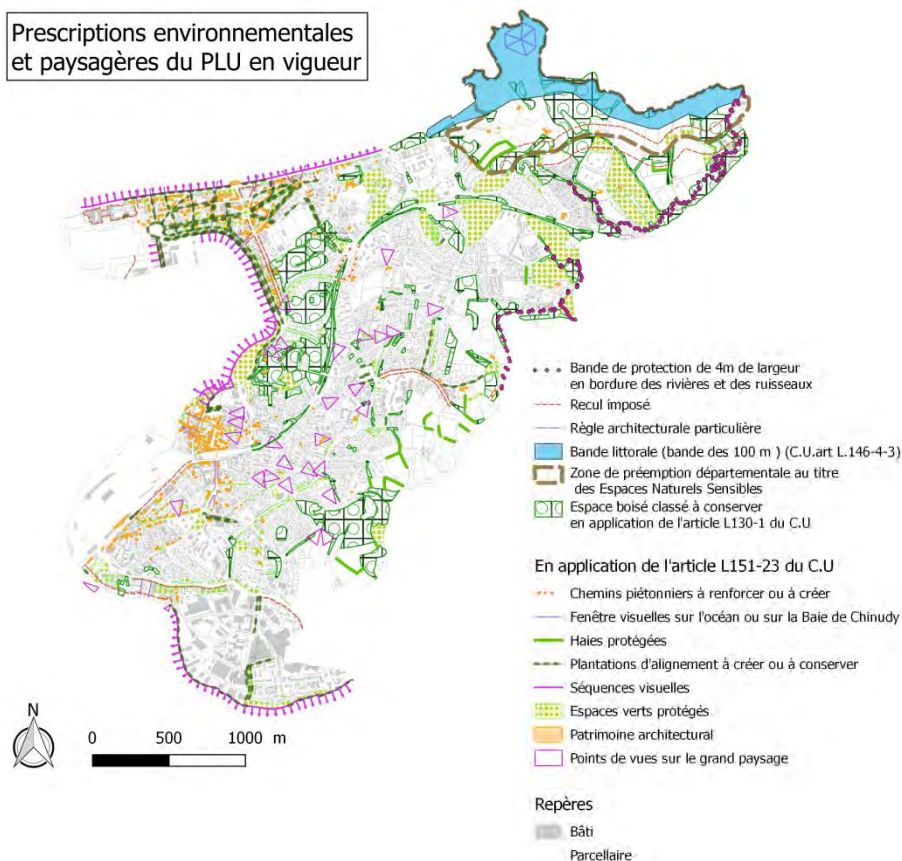 Prescriptions environnementales
et paysagères du PLU en vigueur
Bande de protection de 4m de largeur
en bordure des rivières et des ruisseaux
Recul imposé
Règle architecturale particulière
Bande littorale (bande des 100 m ) (C.U.art L.146-4-3)
Zone de préemption départementale au titre
des Espaces Naturels Sensibles
Espace boisé classé à conserver
en application de l'article L130-1 du C.U
En application de l'article L151-23 du C.U
Chemins piétonniers à renforcer ou à créer
Fenêtre visuelles sur l'océan ou sur la Baie de Chinudy
Haies protégées
Plantations d'alignement à créer ou à conserver
Séquences visuelles
Espaces verts protégés
Patrimoine architectural
Points de vues sur le grand paysage
Repères
Bâti
Parcellaire
N
0 500 1000 m